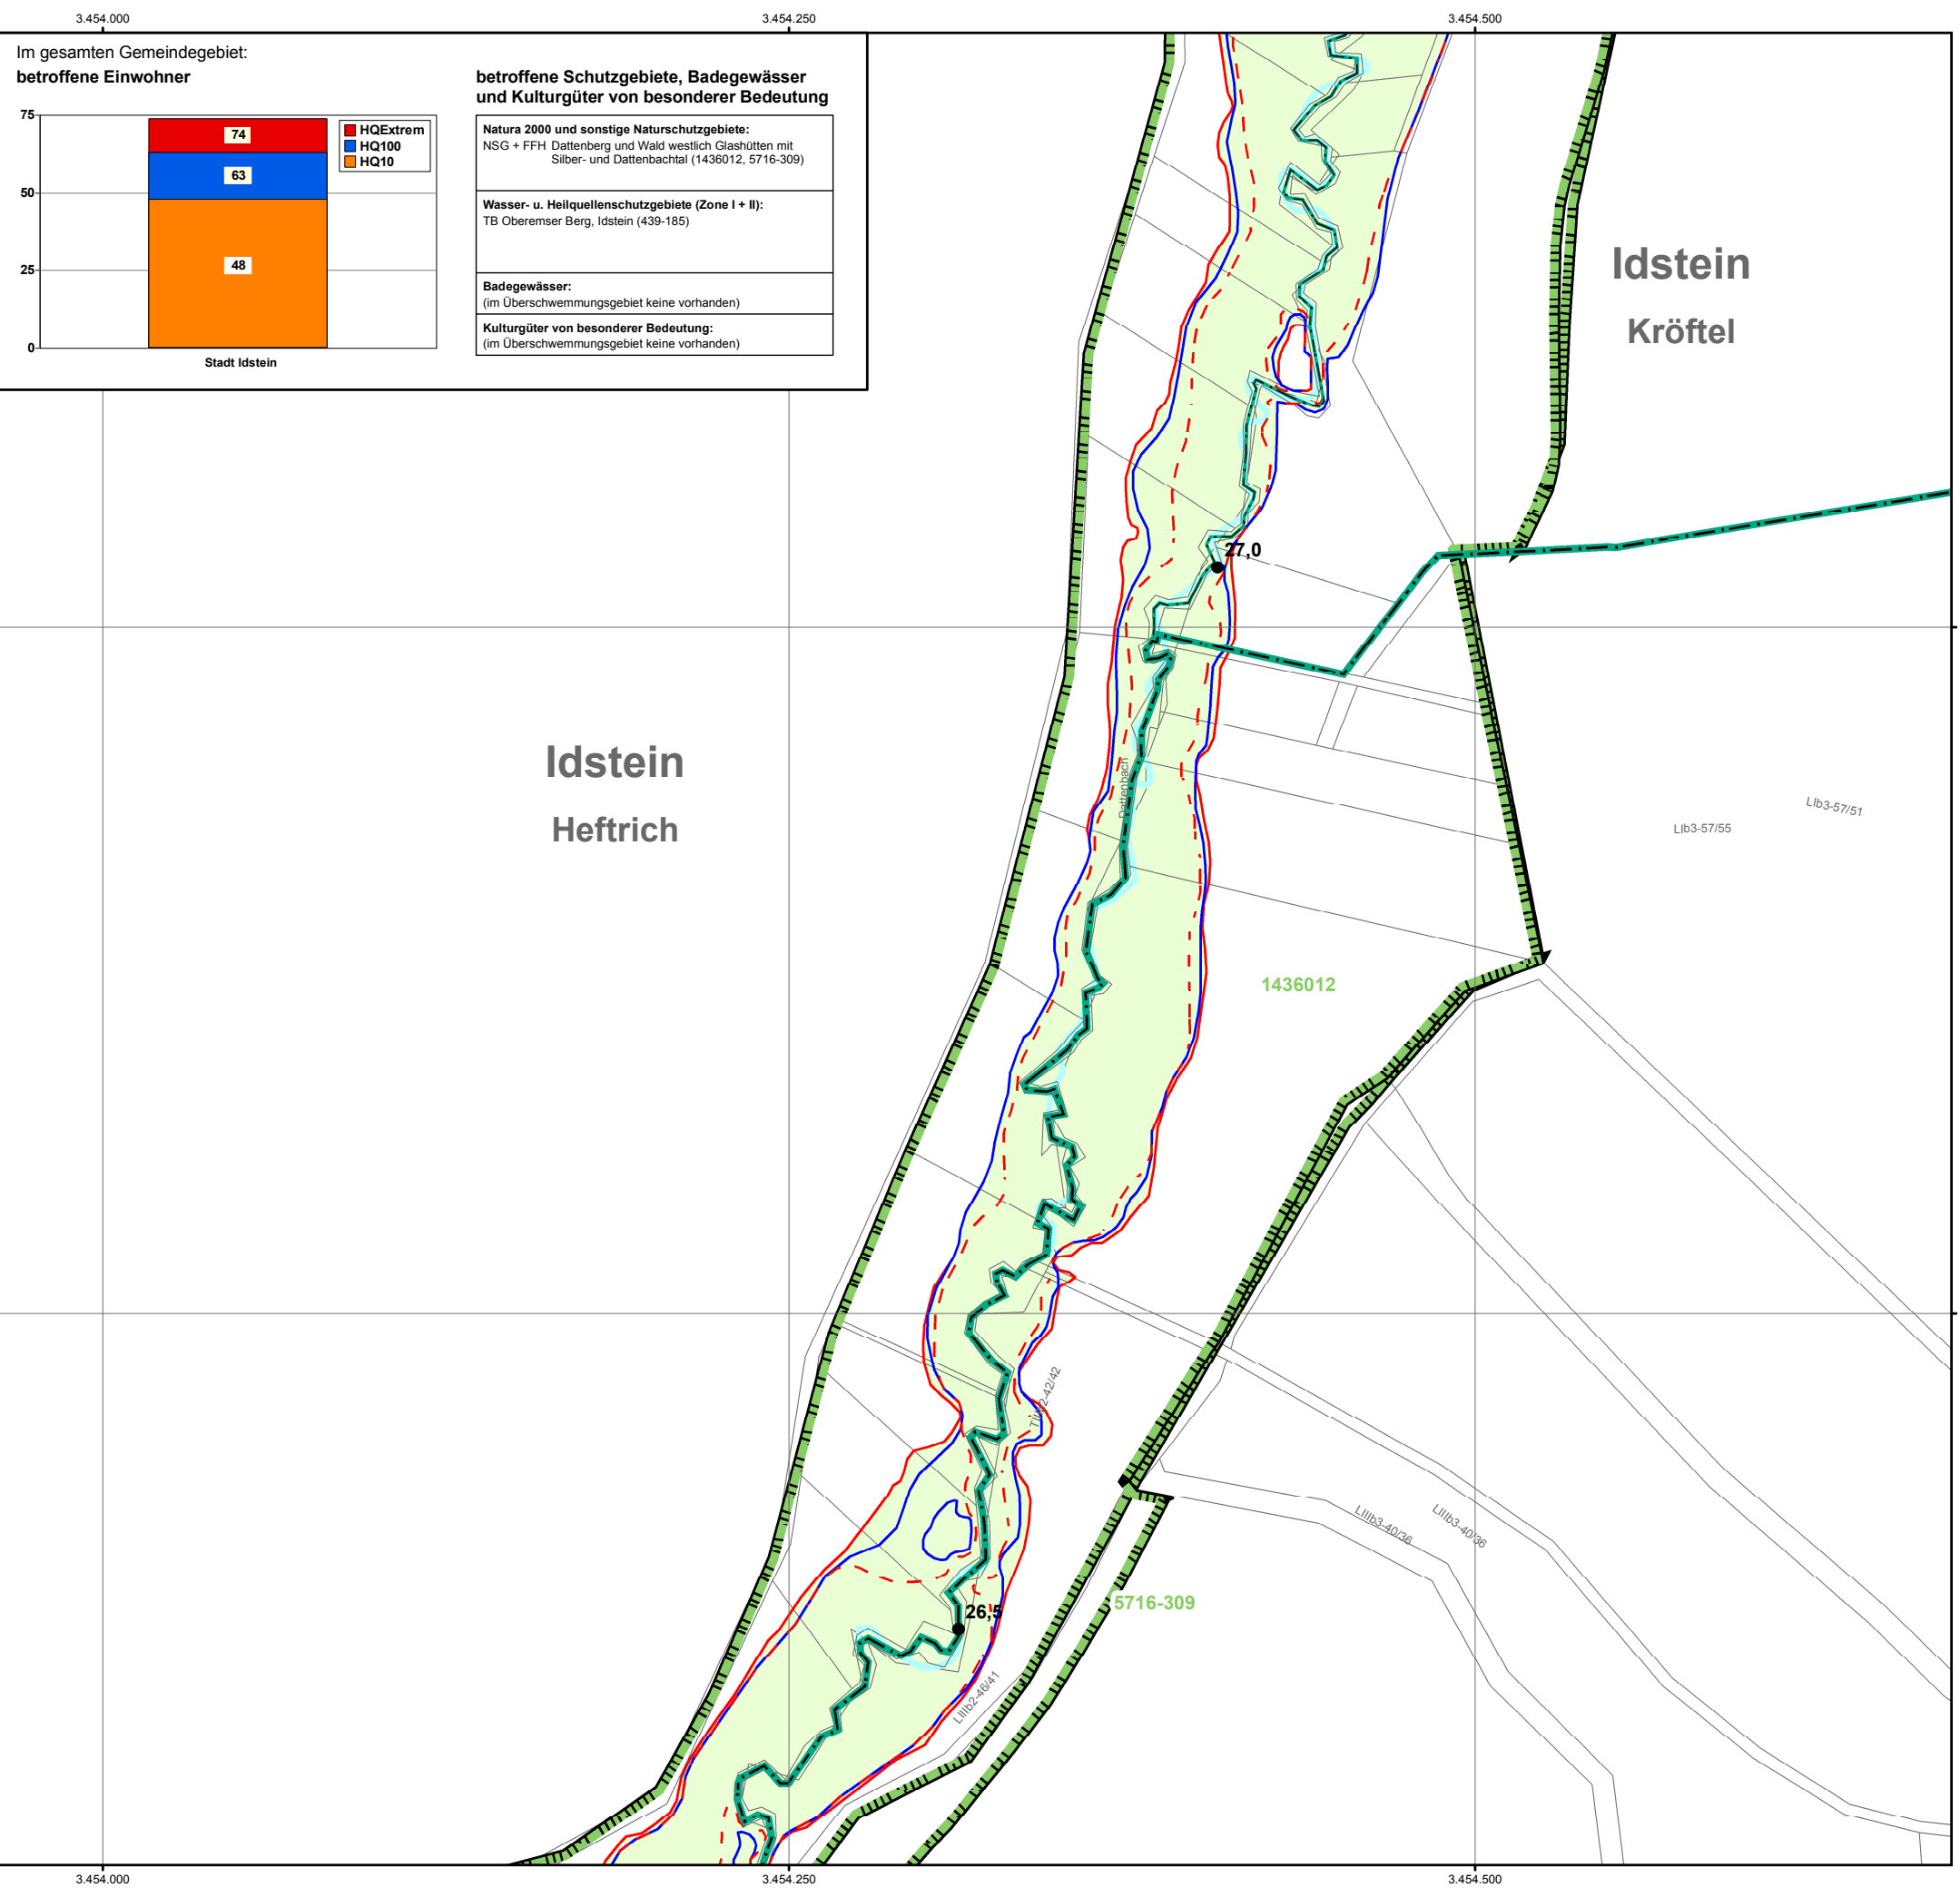 3.454.000
3.454.250
3.454.500
Im gesamten Gemeindegebiet:
betroffene Einwohner
75
50
25
0
74
63
48
HQExtrem
HQ100
HQ10
Stadt Idstein
betroffene Schutzgebiete, Badegewässer
und Kulturgüter von besonderer Bedeutung
Natura 2000 und sonstige Naturschutzgebiete:
NSG + FFH Dattenberg und Wald westlich Glashütten mit
Silber- und Dattenbachtal (1436012, 5716-309)
Wasser- u. Heilquellenschutzgebiete (Zone I + II):
TB Oberemser Berg, Idstein (439-185)
Badegewässer:
(im Überschwemmungsgebiet keine vorhanden)
Kulturgüter von besonderer Bedeutung:
(im Überschwemmungsgebiet keine vorhanden)
Idstein
Kröftel
27,0
Idstein
Heftrich
Dattenbach
LIb3-57/51
LIb3-57/55
1436012
2-42/42
LIIIb3-40/36
LIIIb3-40/36
5716-309
26,5
LIIIb2-46/41
3.454.000
3.454.250
3.454.500